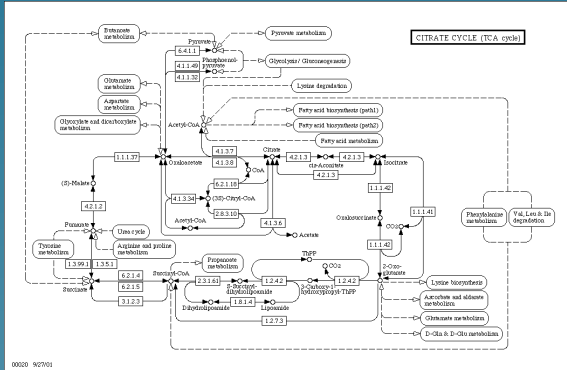 CITRATE CYCLE (TCA cycle)
Butanoate
metabolism
Pyruvate
Pyruvate metabolism
6.4.1.1
Phosphoenol-
pyruvate
4.1.1.49
4.1.1.32
Glycolysis / Gluconeogenesis
Lysine degradation
Glutamate
metabolism
Aspartate
metabolism
Glyoxylate and dicarboxylate
metabolism
Acetyl-CoA
Fatty acid biosynthesis (path1)
Fatty acid biosynthesis (path2)
Fatty acid metabolism
1.1.1.37
Oxaloacetate
4.1.3.7
4.1.3.8
CoA
Citrate
4.2.1.3
cis-Aconitate
4.2.1.3
4.2.1.3
Isocitrate
(S)-Malate
4.2.1.2
4.1.3.34
6.2.1.18
(3S)-Citryl-CoA
2.8.3.10
Acetyl-CoA
4.1.3.6
Acetate
1.1.1.42
Oxalosuccinate
1.1.1.41
CO2
1.1.1.42
Phenylalanine
metabolism
Val, Leu & Ile
degradation
Fumarate
Urea cycle
Arginine and proline
metabolism
Tyrosine
metabolism
1.3.99.1
1.3.5.1
Succinate
6.2.1.4
6.2.1.5
3.1.2.3
Succinyl-CoA
Propanoate
metabolism
2.3.1.61
S-Succinyl-
dihydrolipoamide
1.2.4.2
ThPP
CO2
3-Carboxy-1-
hydroxypropyl-ThPP
1.2.4.2
2-Oxo-
glutarate
Dihydrolipoamide
1.8.1.4
Lipoamide
1.2.7.3
Lysine biosynthesis
Ascorbate and aldarate
metabolism
Glutamate metabolism
D-Gln & D-Glu metabolism
00020 9/27/01